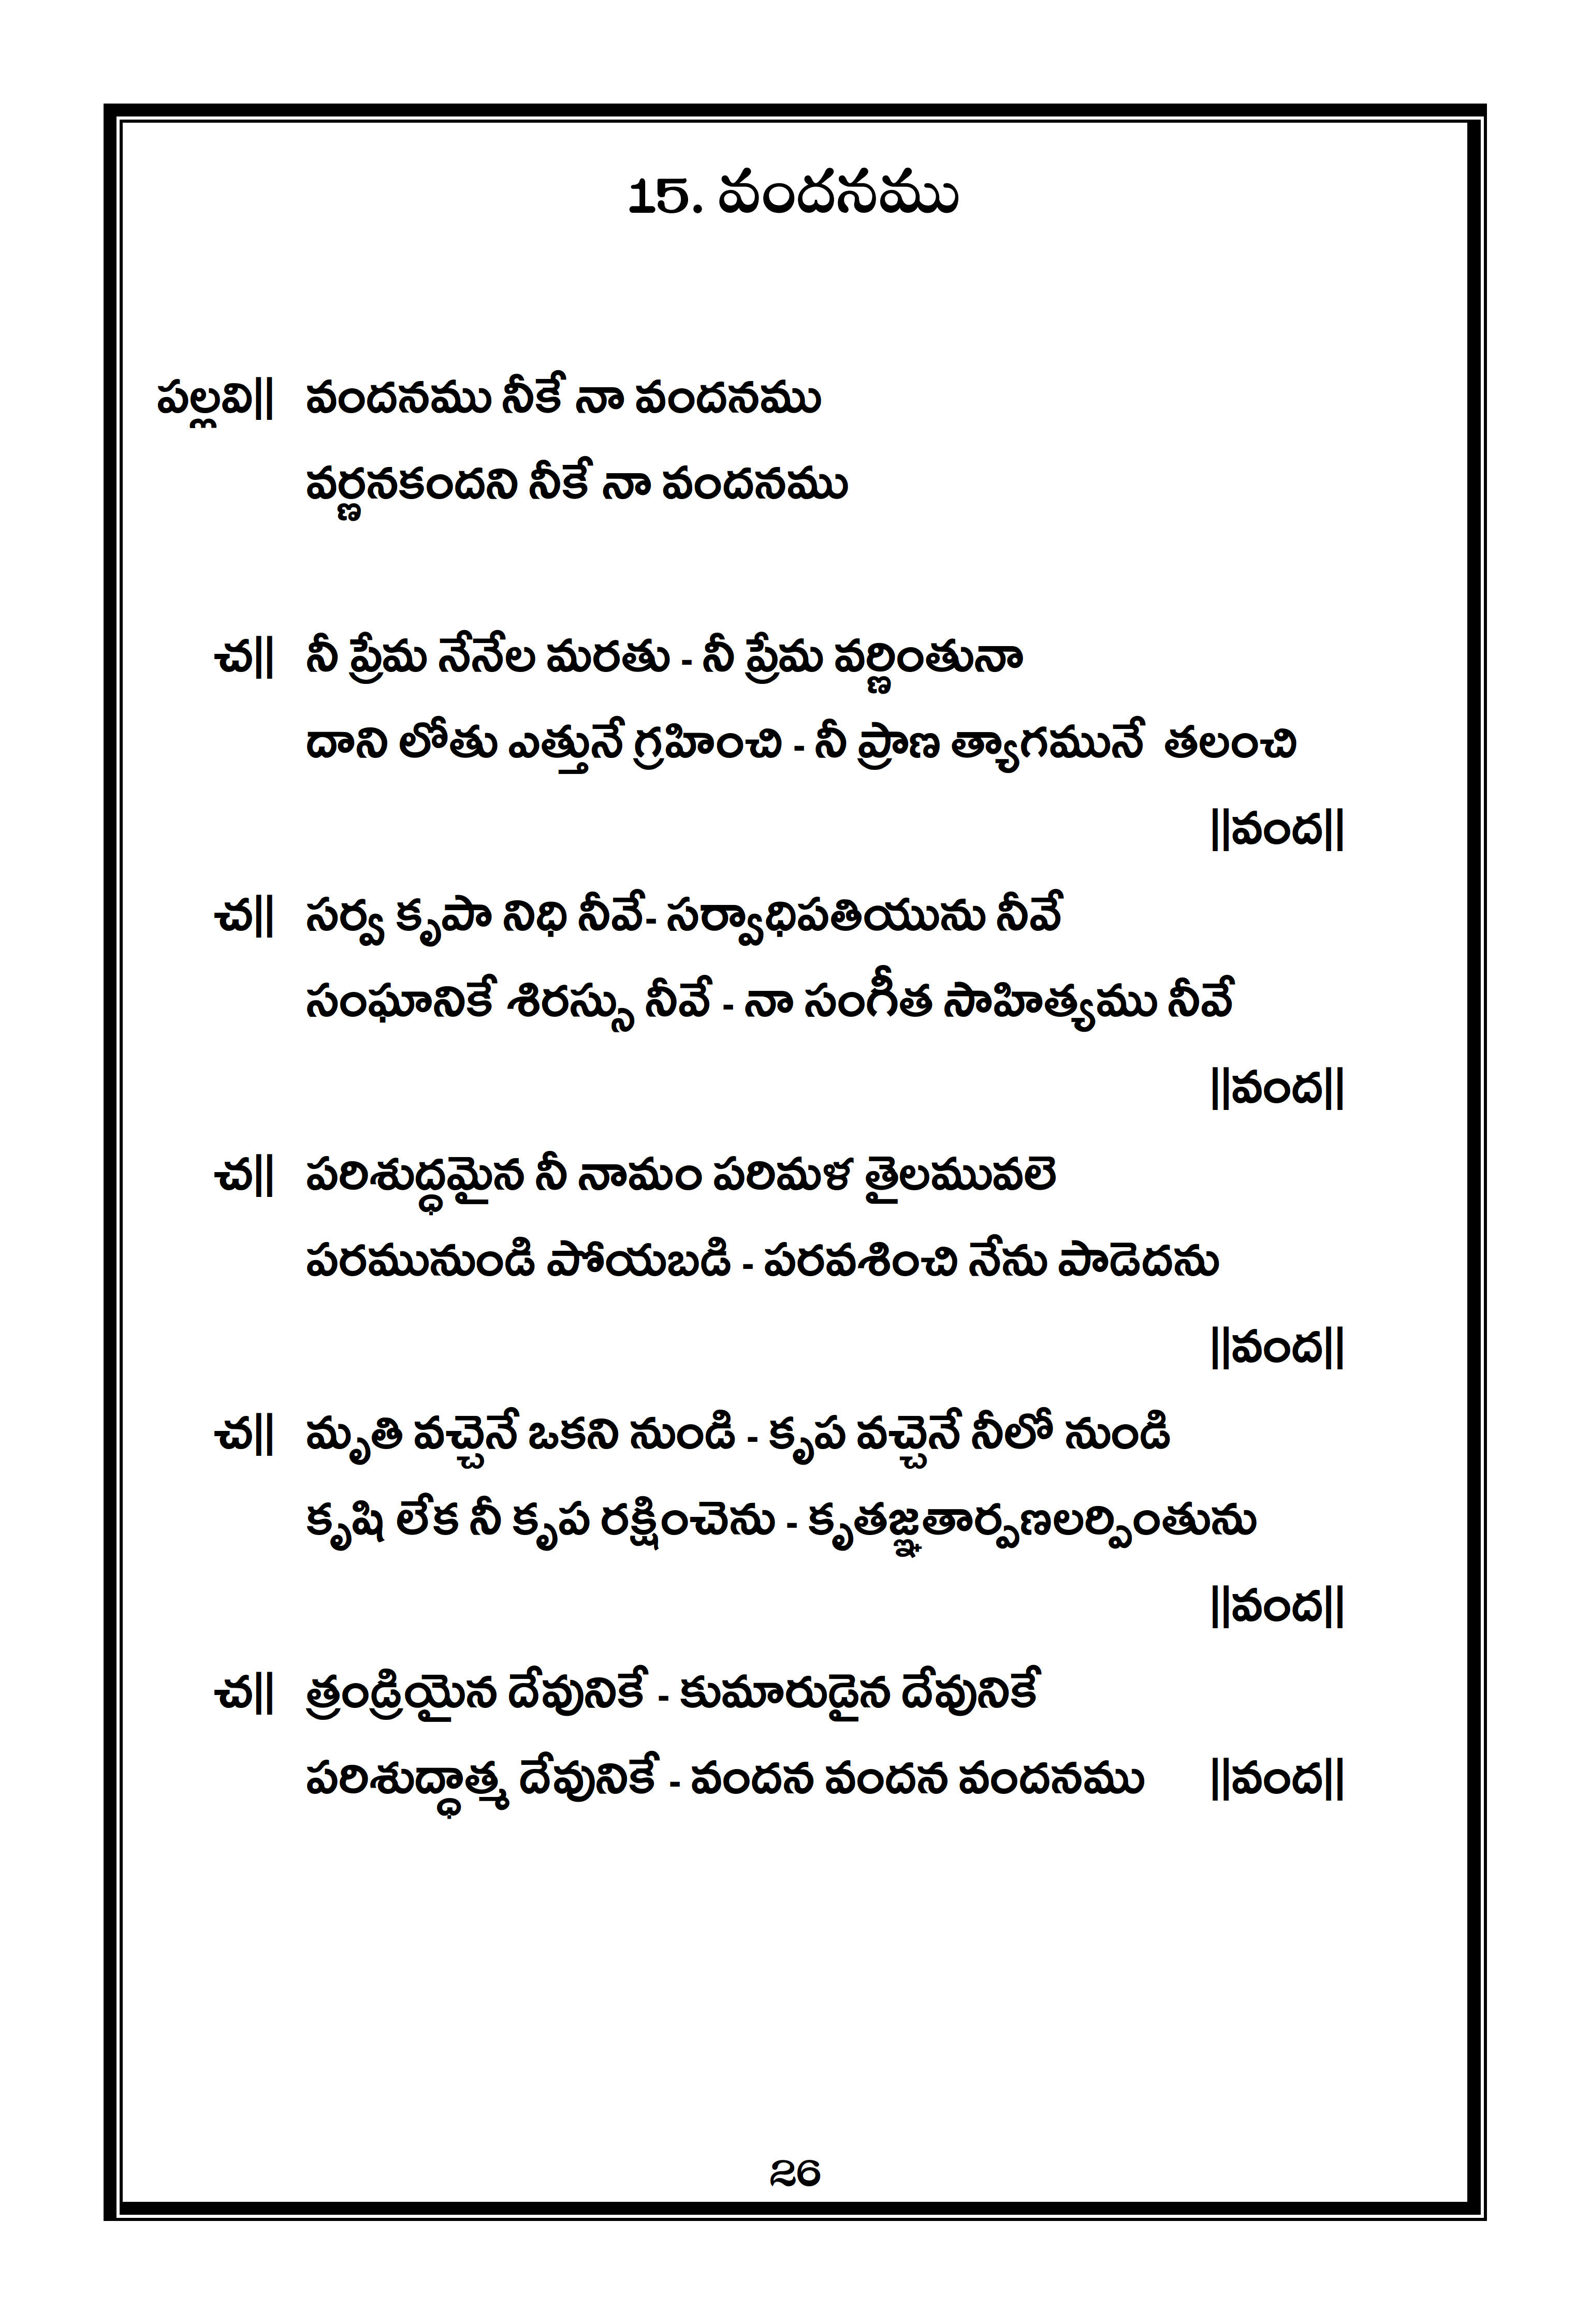 15. వందనము
పల్లవి|| వందనము నీకే నా వందనము
వర్ణనకందని నీకే నా వందనము
చ|| నీ ప్రేమ నేనేల మరతు - నీ ప్రేమ వర్ణింతునా
దాని లోతు ఎత్తునే గ్రహించి - నీ ప్రాణ త్యాగమునే తలంచి
||వంద||
చ|| సర్వ కృపా నిధి నీవే- సర్వాధిపతియును నీవే
సంఘానికే శిరస్సు నీవే - నా సంగీత సాహిత్యము నీవే
||వంద||
చ|| పరిశుద్ధమైన నీ నామం పరిమళ తైలమువలె
పరమునుండి పోయబడి - పరవశించి నేను పాడెదను
||వంద||
చ|| మృతి వచ్చెనే ఒకని నుండి - కృప వచ్చెనే నీలో నుండి
కృషి లేక నీ కృప రక్షించెను - కృతజ్ఞతార్పణలర్పింతును
||వంద||
చ|| త్రండ్రియైన దేవునికే - కుమారుడైన దేవునికే
పరిశుద్ధాత్మ దేవునికే - వందన వందన వందనము ||వంద||
26